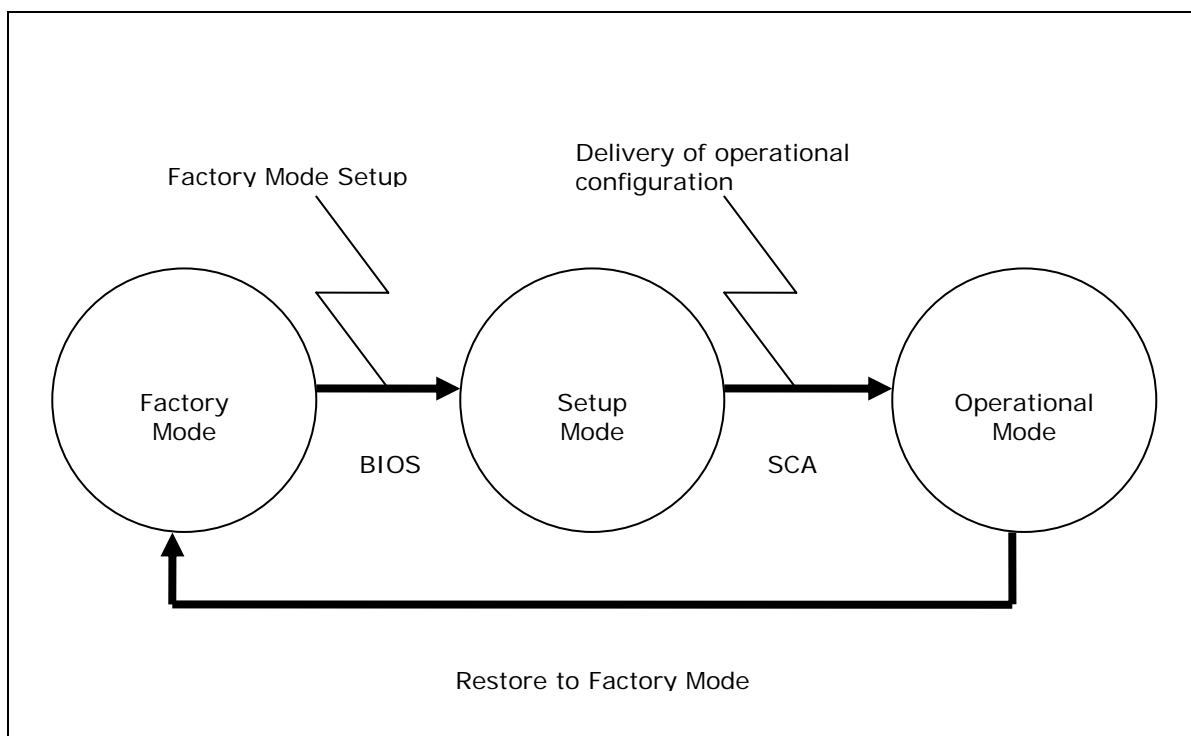 Factory Mode Setup
Delivery of operational
configuration
Factory
Mode
Setup
Mode
Operational
Mode
BIOS
SCA
Restore to Factory Mode